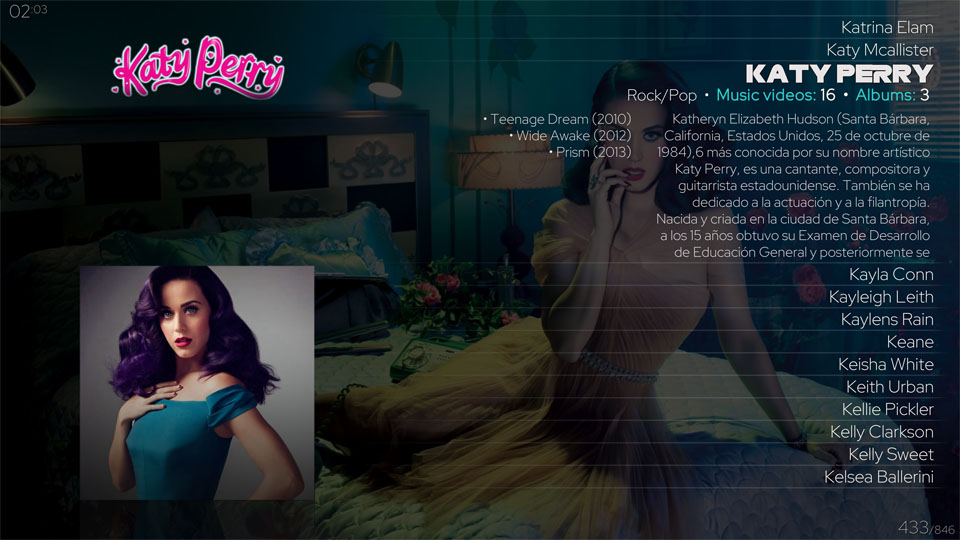 02:03
Katy Perry
Katrina Elam
Katy Mcallister
KATY PERRY
Rock/Pop • Music videos: 16 • Albums: 3
• Teenage Dream (2010)
• Wide Awake (2012)
• Prism (2013)
Katheryn Elizabeth Hudson (Santa Bárbara,
California, Estados Unidos, 25 de octubre de
1984),6 más conocida por su nombre artístico
Katy Perry, es una cantante, compositora y
guitarrista estadounidense. También se ha
dedicado a la actuación y a la filantropía.
Nacida y criada en la ciudad de Santa Bárbara,
a los 15 años obtuvo su Examen de Desarrollo
de Educación General y posteriormente se
Kayla Conn
Kayleigh Leith
Kaylens Rain
Keane
Keisha White
Keith Urban
Kellie Pickler
Kelly Clarkson
Kelly Sweet
Kelsea Ballerini
433/846